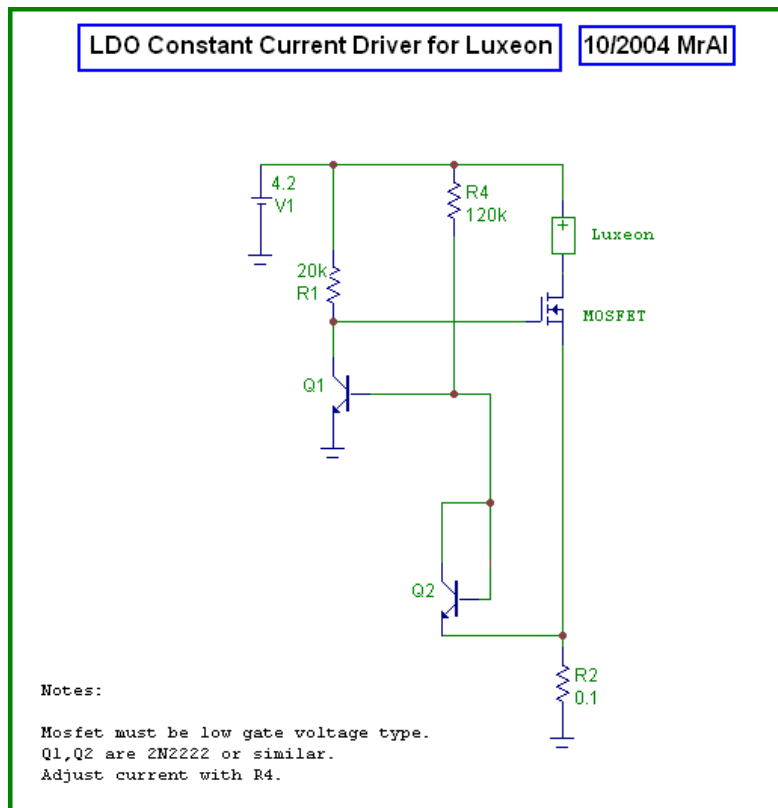 LDO Constant Current Driver for Luxeon
10/2004 MrAl
4.2
V1
R4
120k
+
Luxeon
20k
R1
MOSFET
Q1
Q2
R2
0.1
Notes:
Mosfet must be low gate voltage type.
Q1,Q2 are 2N2222 or similar.
Adjust current with R4.